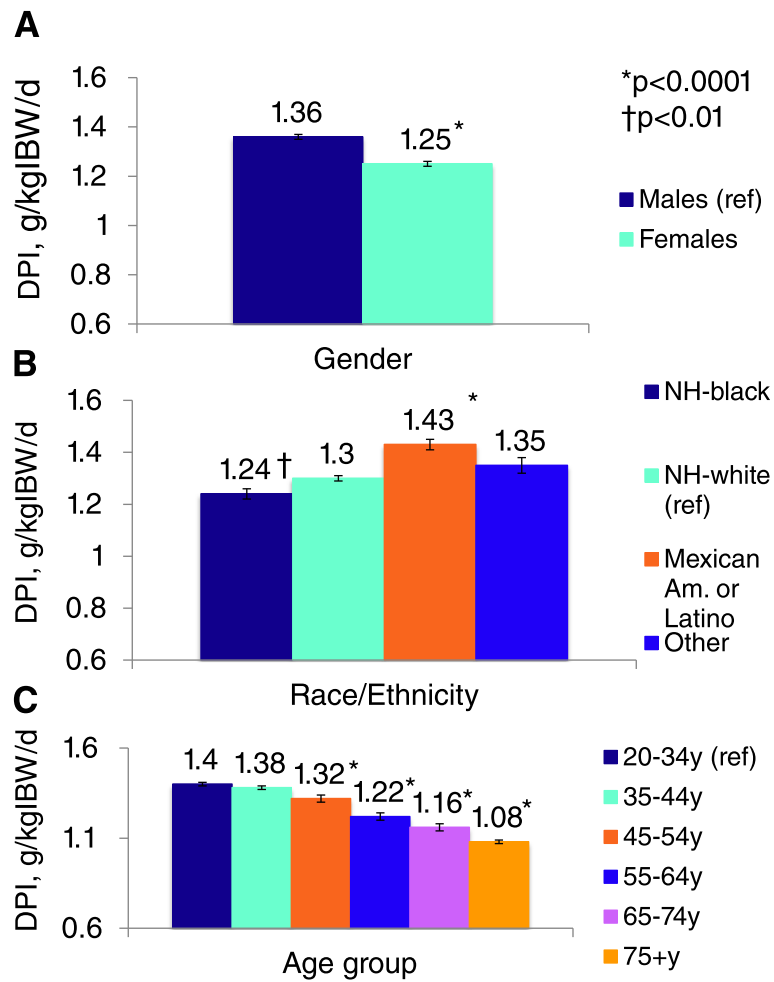 A
DPI, g/kgIBW/d
1.6
1.4
1.2
1
0.8
0.6
1.36
1.25*
*p<0.0001
†p<0.01
Males (ref)
Females
Gender
B
DPI, g/kgIBW/d
1.6
1.4
1.2
1
0.8
0.6
1.24 †
1.3
1.43
*
1.35
NH-black
NH-white
(ref)
Mexican
Am. or
Latino
Other
Race/Ethnicity
C
DPI, g/kgIBW/d
1.6
1.1
0.6
1.4
1.38
1.32*
1.22*
1.16*
1.08*
20-34y (ref)
35-44y
45-54y
55-64y
65-74y
75+y
Age group